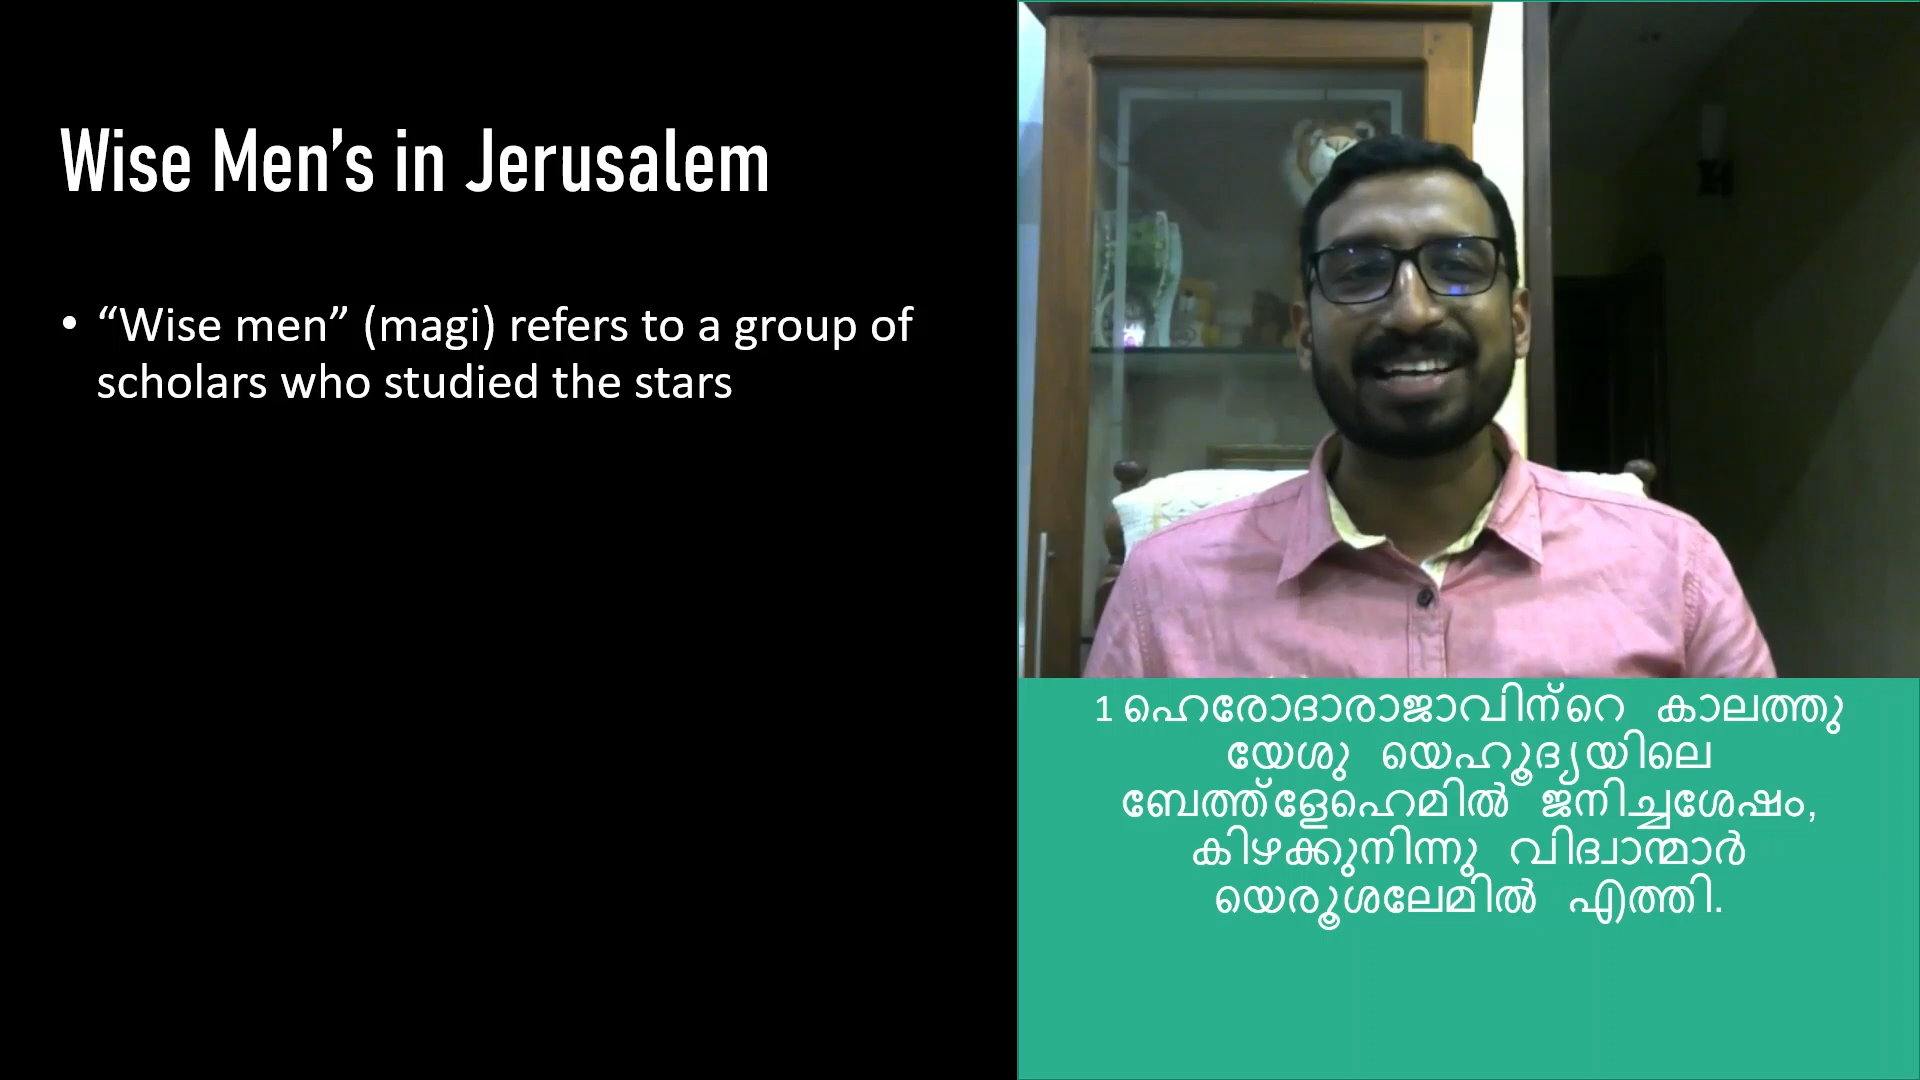 Wise Men’s in Jerusalem
• “Wise men” (magi) refers to a group of
scholars who studied the stars
1 ഹെരോദാരാജാവിന്റെ കാലത്തു
യേശു യെഹൂദ്യയിലെ
ബേത്ത്ളേഹെമിൽ ജനിച്ചശേഷം,
കിഴക്കുനിന്നു വിദ്വാന്മാർ
യെരൂശലേമിൽ എത്തി.